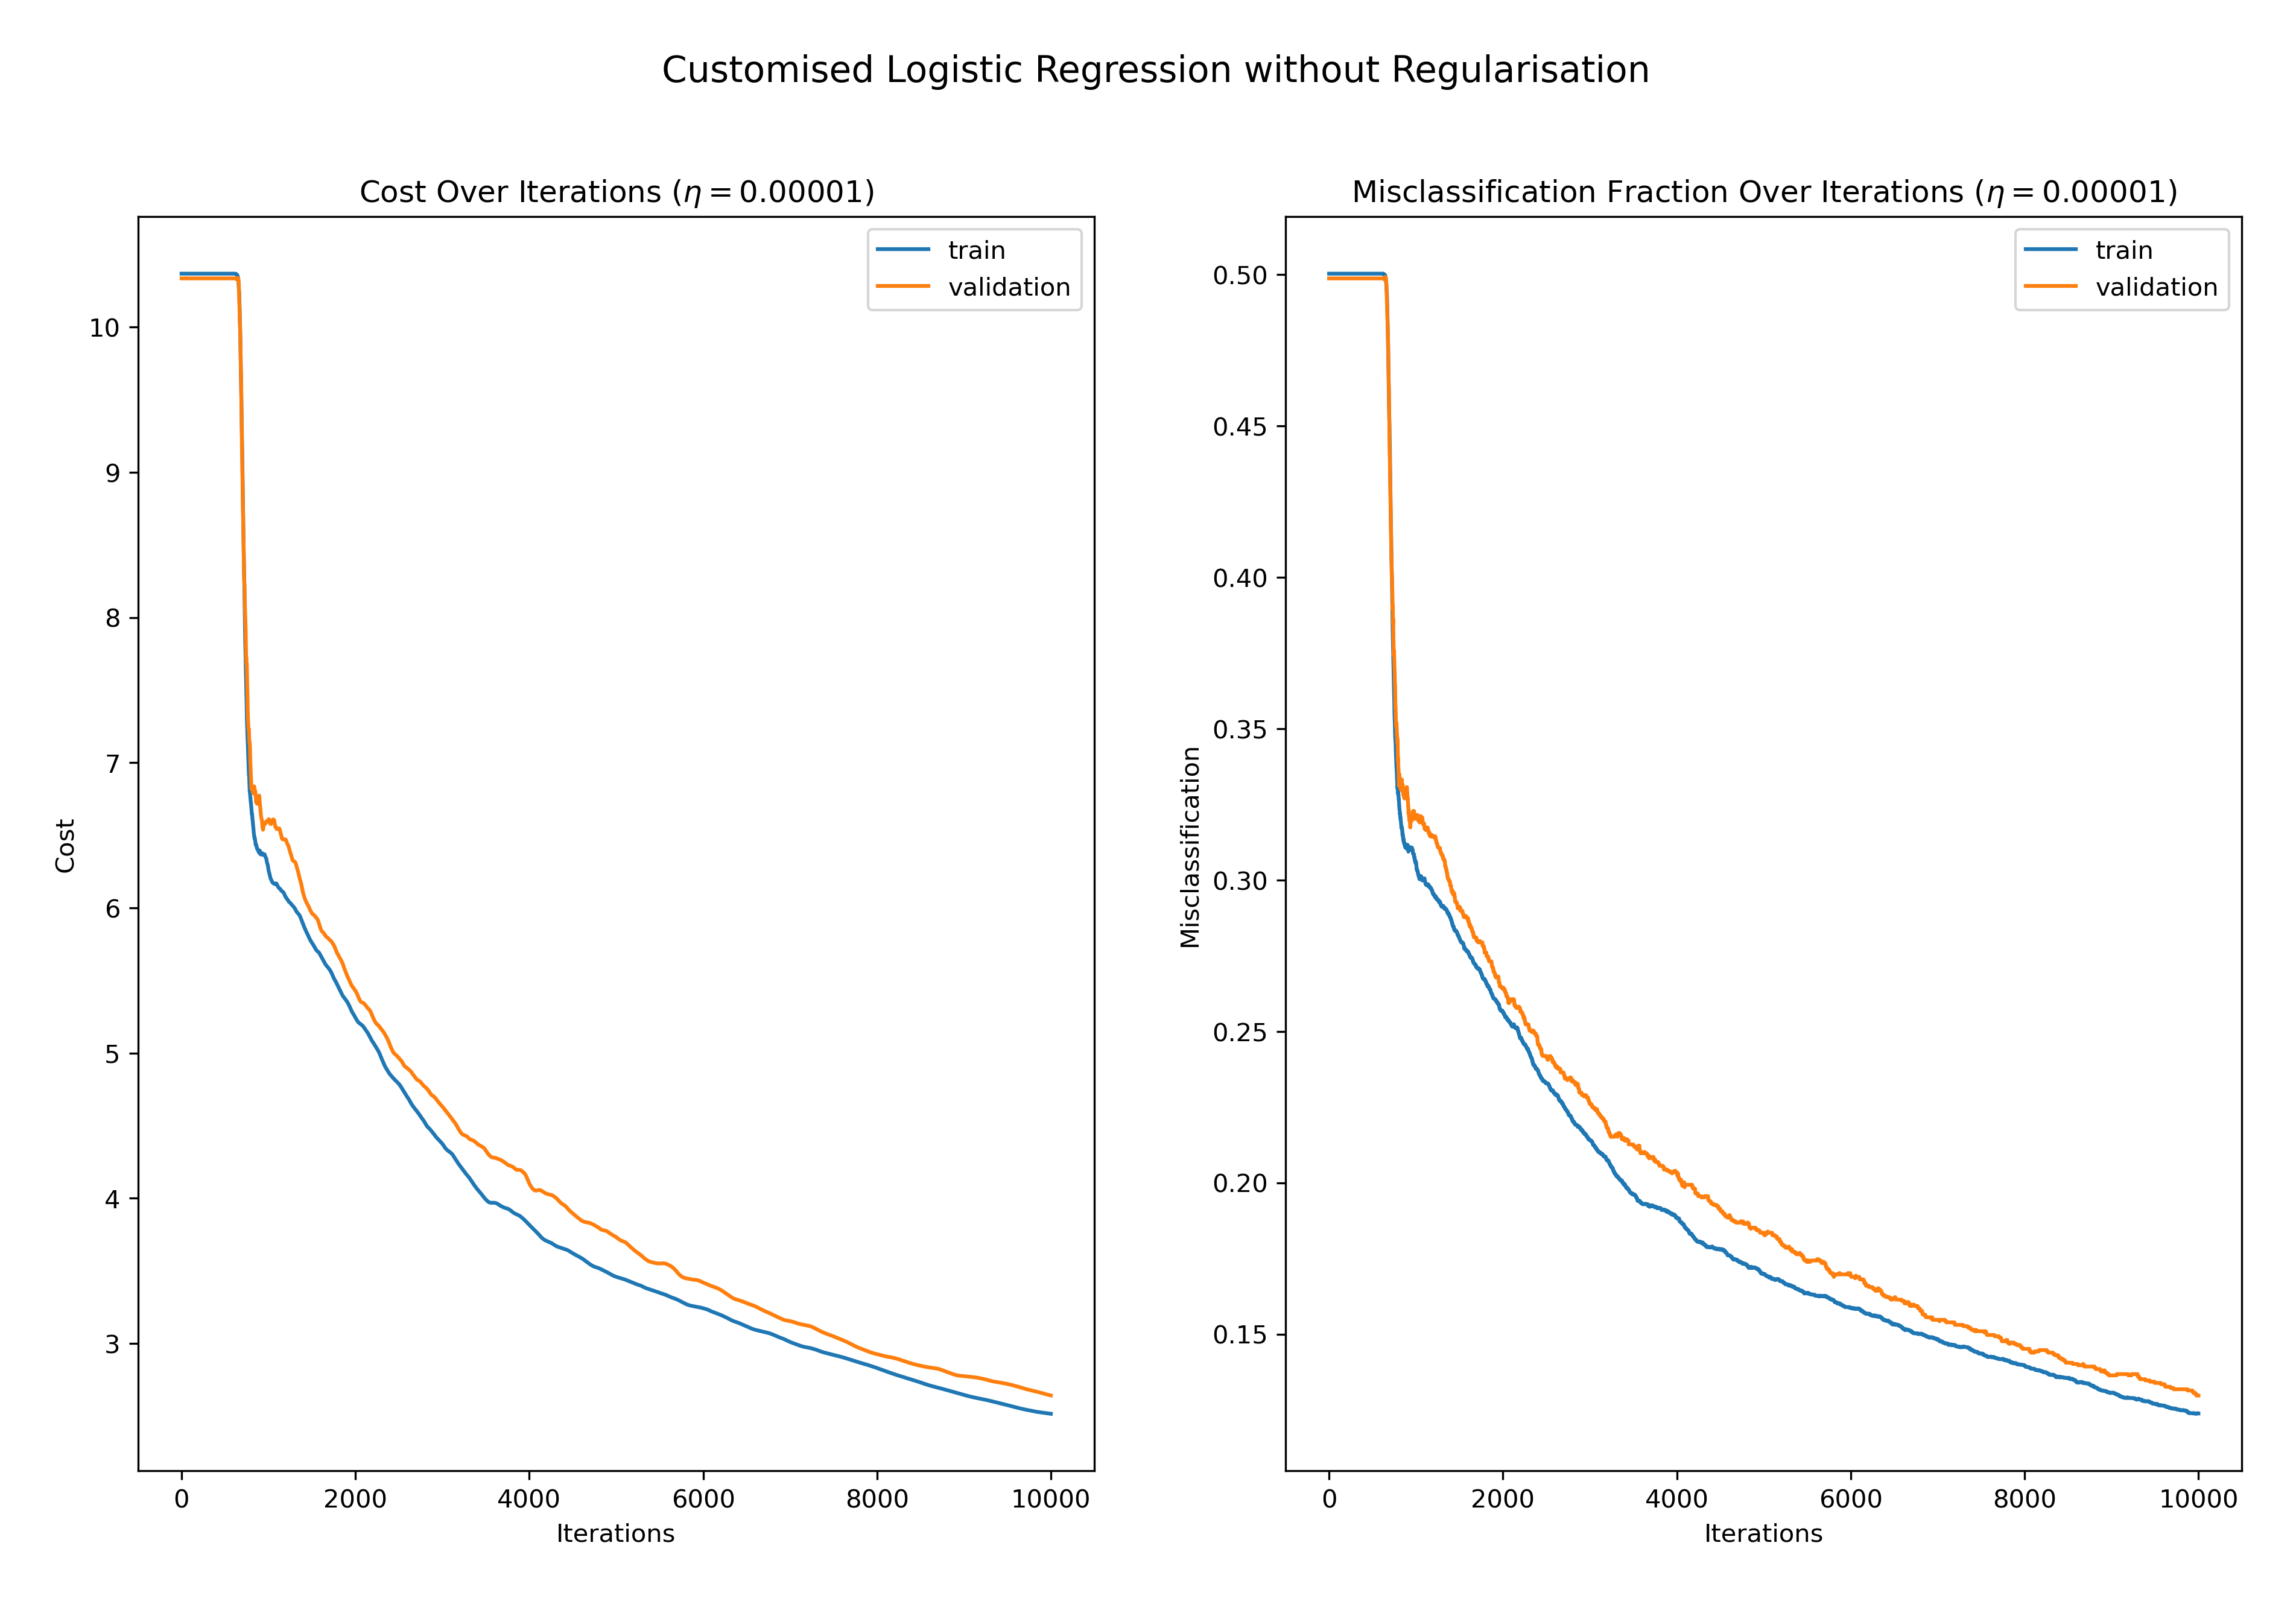 Customised Logistic Regression without Regularisation
Cost Over Iterations (η = 0.00001)
train
validation
10
9
8
7
6
5
4
3
Cost
0 2000 4000 6000 8000 10000
Iterations
Misclassification Fraction Over Iterations (η = 0.00001)
train
validation
0.50
0.45
0.40
0.35
0.30
0.25
0.20
0.15
Misclassification
0 2000 4000 6000 8000 10000
Iterations